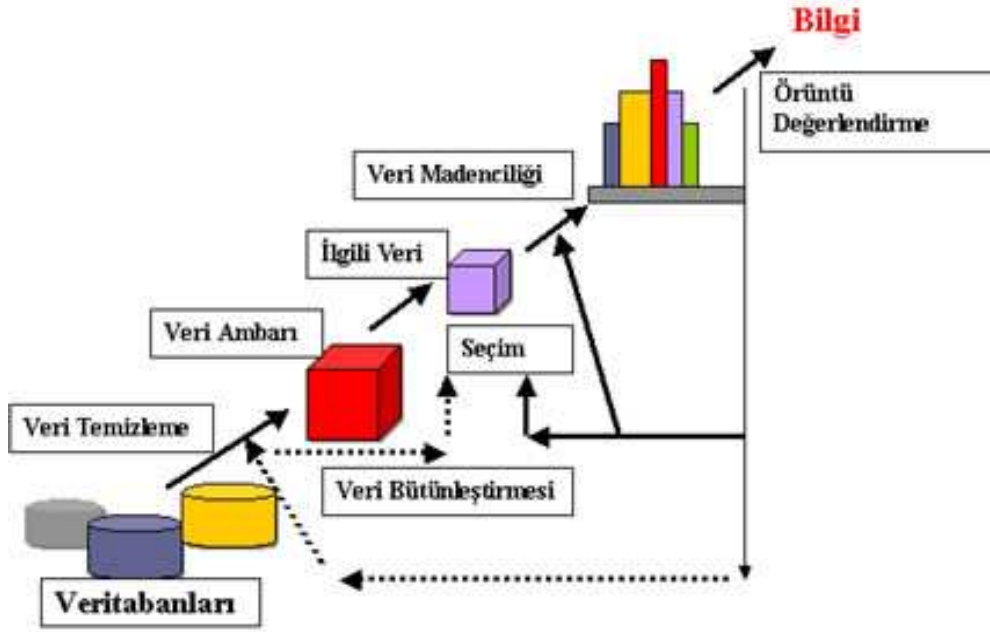 Bilgi
Örüntü
Değerlendirme
Veri Madenciliği
İlgili Veri
Veri Ambarı
Seçim
Veri Temizleme
Veri Bütünleştirmesi
Veritabanları